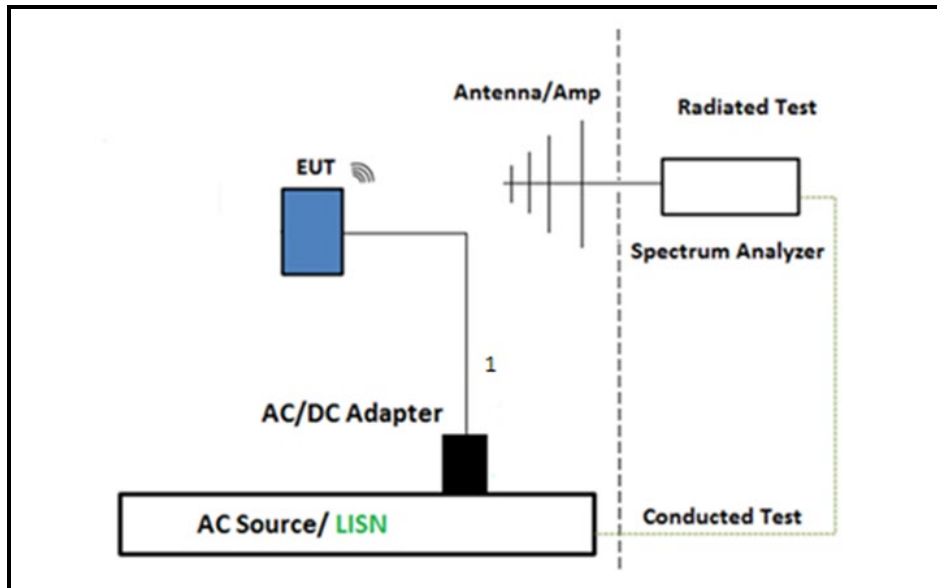 Antenna/Amp
Radiated Test
EUT
Spectrum Analyzer
1
AC/DC Adapter
AC Source/ LISN
Conducted Test